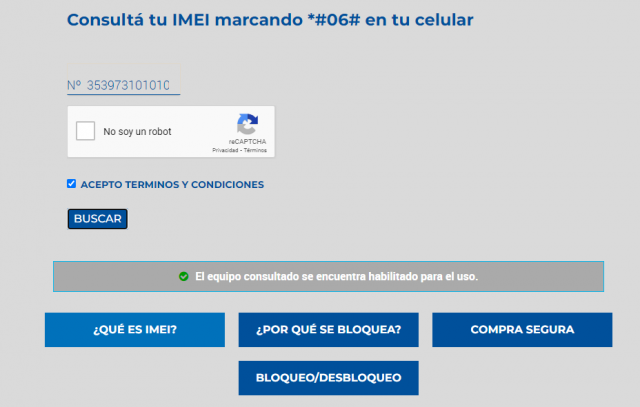 Consultá tu IMEI marcando *#06# en tu celular
Nº 353973101010
No soy un robot
reCAPTCHA
Privacidad - Términos
ACEPTO TERMINOS Y CONDICIONES
BUSCAR
El equipo consultado se encuentra habilitado para el uso.
¿QUÉ ES IMEI?
¿POR QUÉ SE BLOQUEA?
COMPRA SEGURA
BLOQUEO/DESBLOQUEO